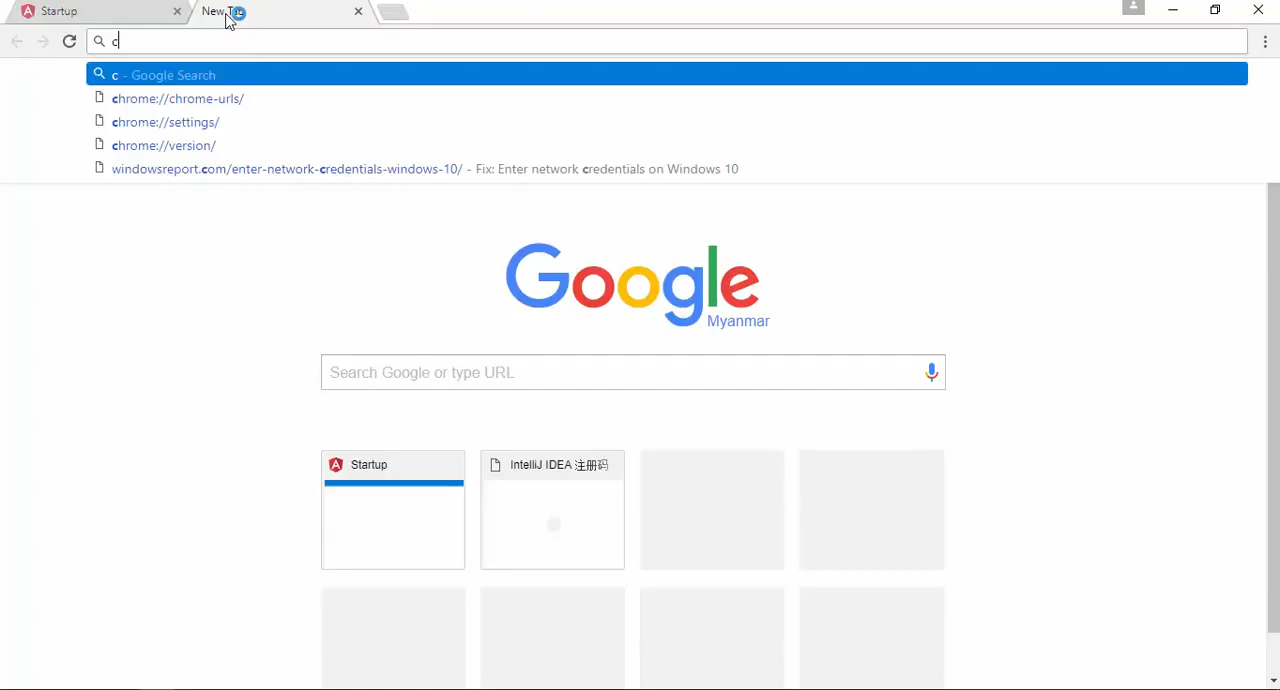 Startup
New T
c
c - Google Search
chrome://chrome-urls/
chrome://settings/
chrome://version/
windowsreport.com/enter-network-credentials-windows-10/ - Fix: Enter network credentials on Windows 10
Google
Myanmar
Search Google or type URL
Startup
IntelliJ IDEA 注册码